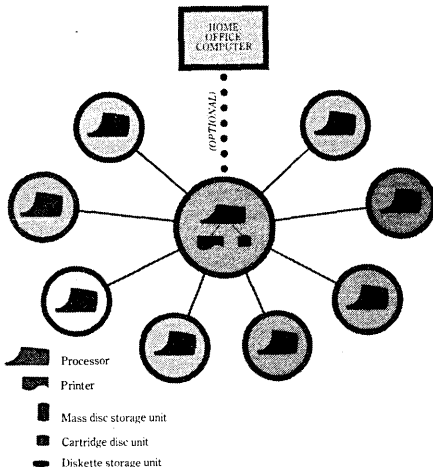 HOME
OFFICE
COMPUTER
(OPTIONAL)
Processor
Printer
Mass disc storage unit
Cartridge disc unit
Diskette storage unit